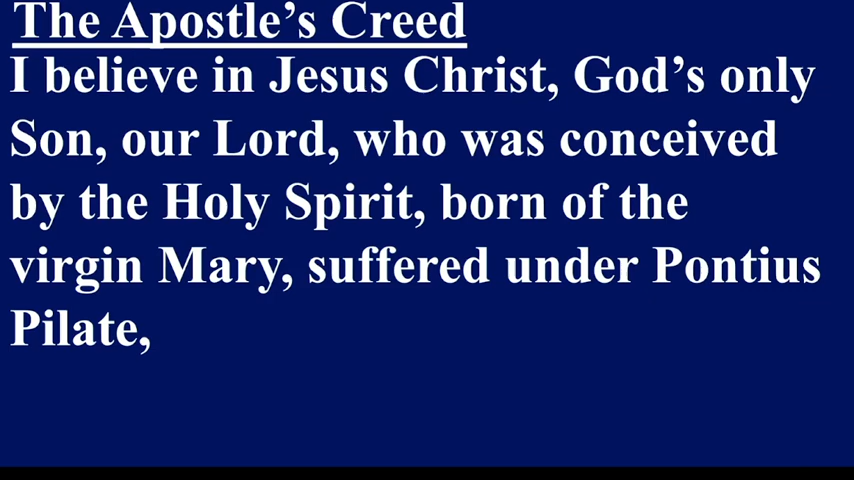 The Apostle’s Creed
I believe in Jesus Christ, God’s only
Son, our Lord, who was conceived
by the Holy Spirit, born of the
virgin Mary, suffered under Pontius
Pilate,